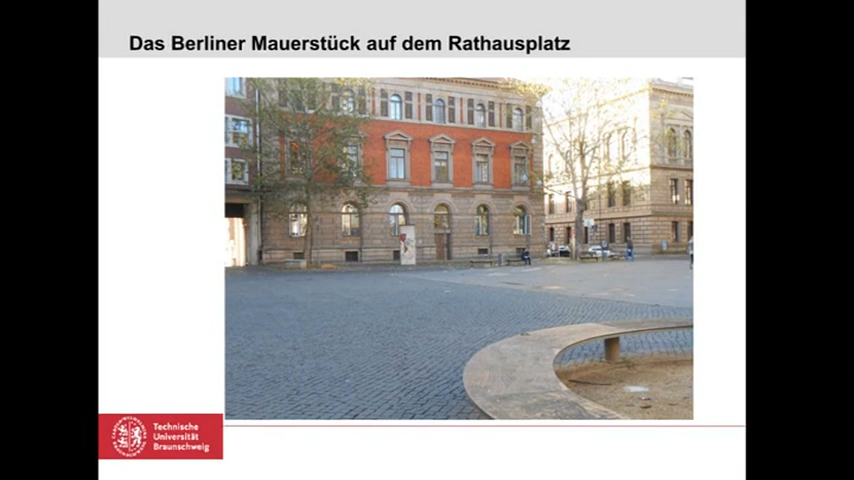 Das Berliner Mauerstück auf dem Rathausplatz
Technische
Universität
Braunschweig